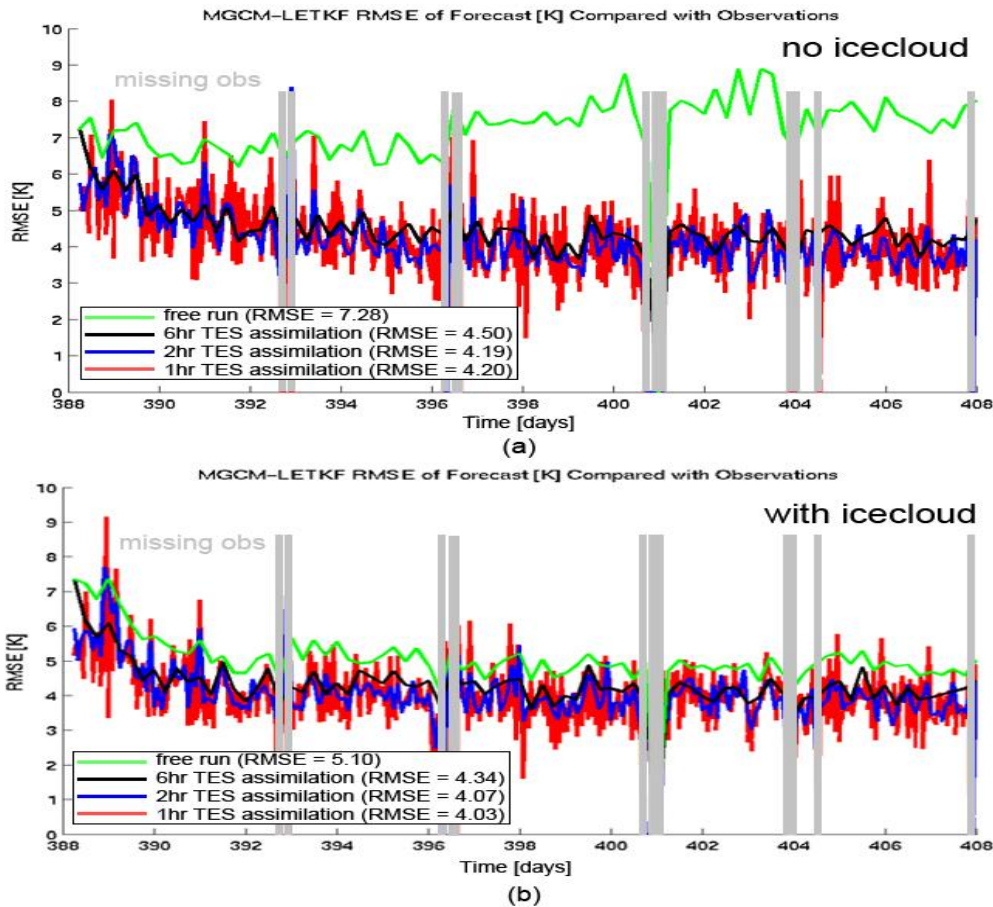 MGCM-LETKF RMSE of Forecast [K] Compared with Observations
no icecloud
missing obs
RMSE [K]
10
9
8
7
6
5
4
3
2
1
0
free run (RMSE = 7.28)
6hr TES assimilation (RMSE = 4.50)
2hr TES assimilation (RMSE = 4.19)
1hr TES assimilation (RMSE = 4.20)
388 390 392 394 396 398 400 402 404 406 408
Time [days]
(a)
MGCM-LETKF RMSE of Forecast [K] Compared with Observations
with icecloud
missing obs
RMSE [K]
10
9
8
7
6
5
4
3
2
1
0
free run (RMSE = 5.10)
6hr TES assimilation (RMSE = 4.34)
2hr TES assimilation (RMSE = 4.07)
1hr TES assimilation (RMSE = 4.03)
388 390 392 394 396 398 400 402 404 406 408
Time [days]
(b)